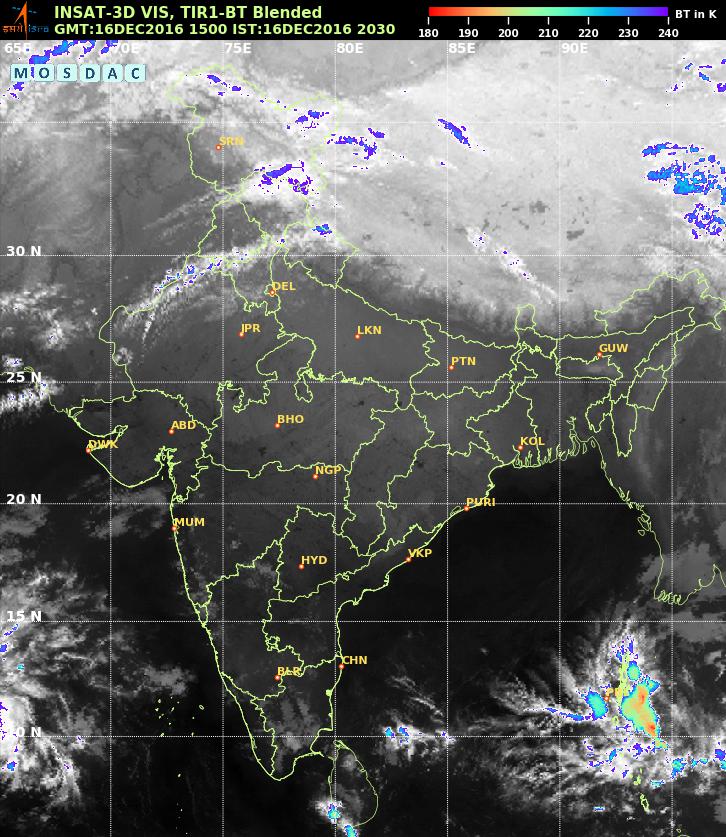 INSAT-3D VIS, TIR1-BT Blended
GMT:16DEC2016 1500 IST:16DEC2016 2030
BT in K
180 190 200 210 220 230 240
65E 75E 80E 85E 90E
M O S D A C
SRN
30 N
DEL
JPR LKN
GUW
PTN
25 N
ABD BHO
DWK KOL
NGP
20 N
PURI
MUM
VKP
HYD
15 N
CHN
BLR
10 N